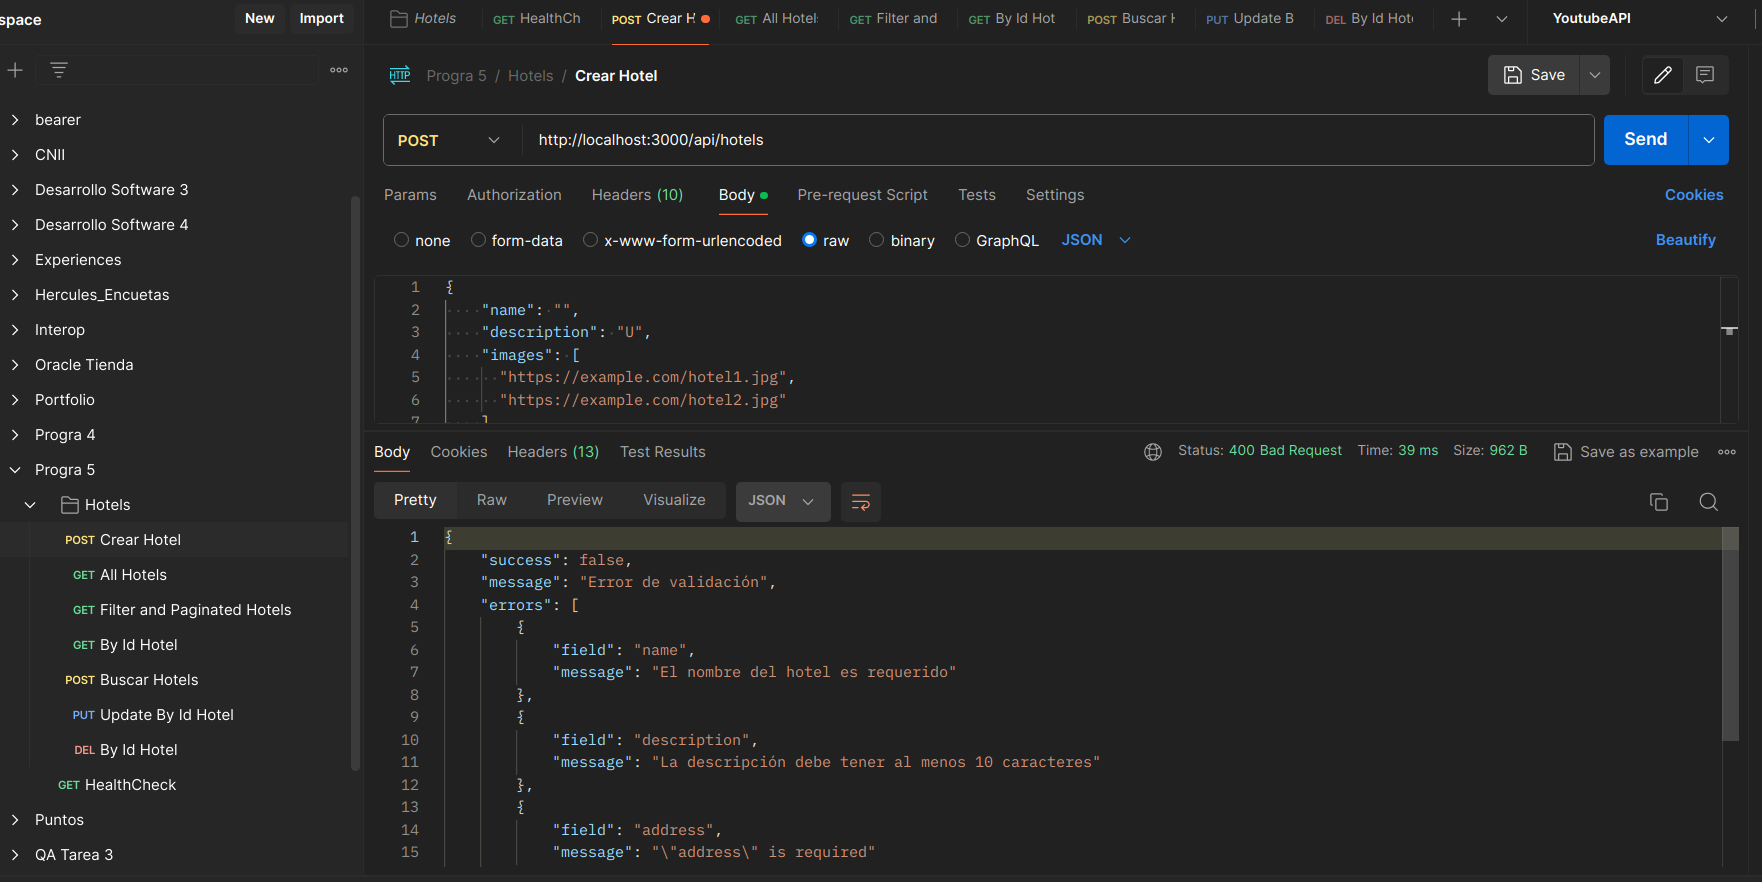 space
New
Import
Hotels
GET HealthCh
POST Crear H
GET All Hotels
GET Filter and
GET By Id Hot
POST Buscar H
PUT Update B
DEL By Id Hote
YoutubeAPI
HTTP Progra 5 / Hotels / Crear Hotel
Save
bearer
CNII
Desarrollo Software 3
Desarrollo Software 4
Experiences
Hercules_Encuetas
Interop
Oracle Tienda
Portfolio
Progra 4
Progra 5
Hotels
POST Crear Hotel
GET All Hotels
GET Filter and Paginated Hotels
GET By Id Hotel
POST Buscar Hotels
PUT Update By Id Hotel
DEL By Id Hotel
GET HealthCheck
Puntos
QA Tarea 3
POST http://localhost:3000/api/hotels
Send
Params Authorization Headers (10) Body Pre-request Script Tests Settings
Cookies
none form-data x-www-form-urlencoded raw binary GraphQL JSON
Beautify
1 {
2 "name": "",
3 "description": "U",
4 "images": [
5 "https://example.com/hotel1.jpg",
6 "https://example.com/hotel2.jpg"
7 ]
Body Cookies Headers (13) Test Results
Status: 400 Bad Request Time: 39 ms Size: 962 B
Save as example
Pretty Raw Preview Visualize JSON
1 {
2 "success": false,
3 "message": "Error de validación",
4 "errors": [
5 {
6 "field": "name",
7 "message": "El nombre del hotel es requerido"
8 },
9 {
10 "field": "description",
11 "message": "La descripción debe tener al menos 10 caracteres"
12 },
13 {
14 "field": "address",
15 "message": "\"address\" is required"